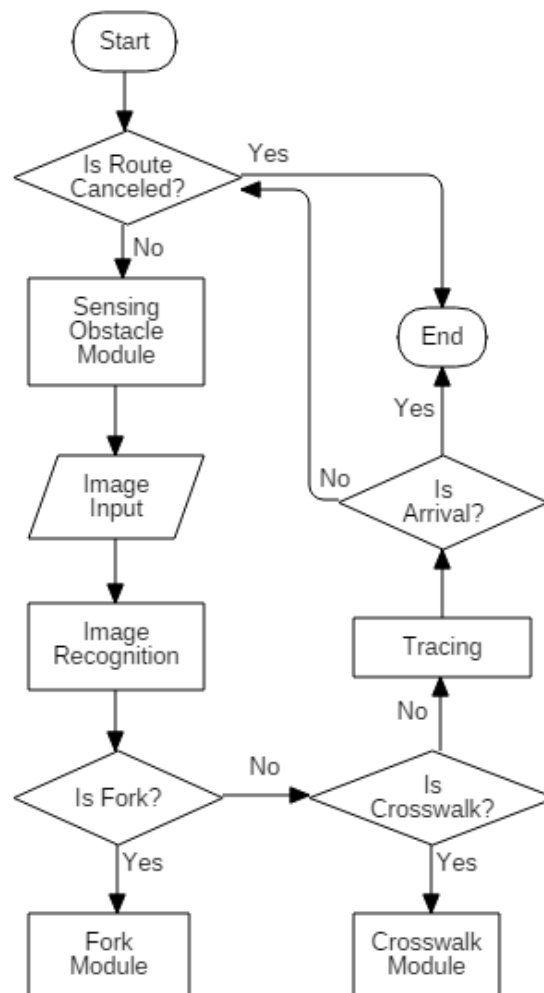 Start
Is Route
Canceled?
Yes
No
Sensing
Obstacle
Module
End
Yes
Image
Input
No
Is
Arrival?
Image
Recognition
Tracing
No
Is Fork?
No
Is
Crosswalk?
Yes
Yes
Fork
Module
Crosswalk
Module